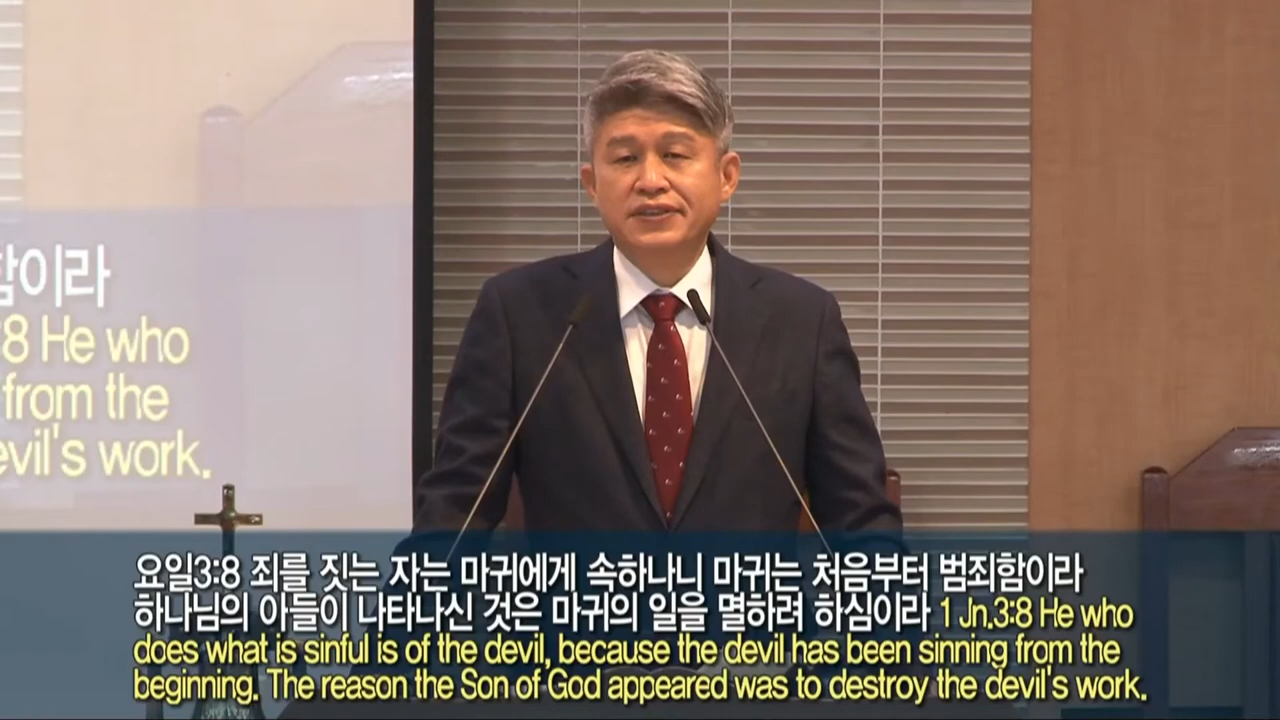 함이라
:8 He who
from the
evil's work.
요일3:8 죄를 짓는 자는 마귀에게 속하나니 마귀는 처음부터 범죄함이라
하나님의 아들이 나타나신 것은 마귀의 일을 멸하려 하심이라 1 Jn.3:8 He who
does what is sinful is of the devil, because the devil has been sinning from the
beginning. The reason the Son of God appeared was to destroy the devil's work.